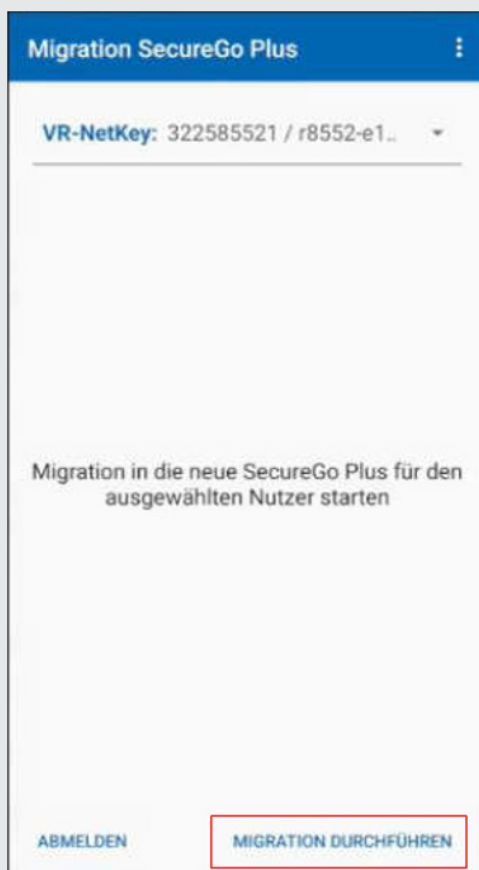 Migration SecureGo Plus
VR-NetKey: 322585521 / r8552-e1..
Migration in die neue SecureGo Plus für den
ausgewählten Nutzer starten
ABMELDEN MIGRATION DURCHFÜHREN